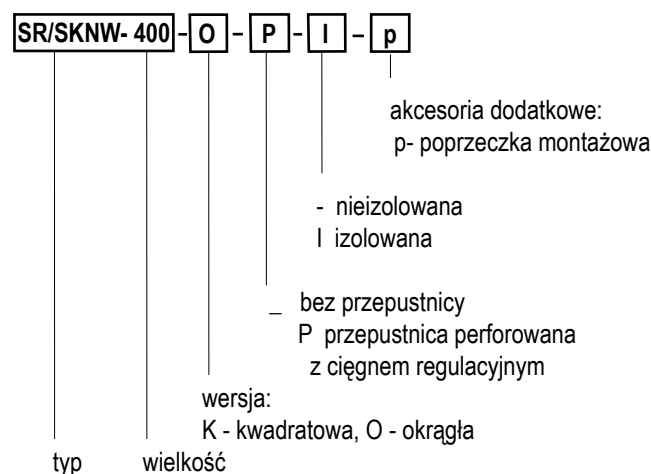 SR/SKNW- 400 - O - P - I - p
akcesoria dodatkowe:
p- poprzeczka montażowa
- nieizolowana
I izolowana
_ bez przepustnicy
P przepustnica perforowana
z cięgnem regulacyjnym
wersja:
K - kwadratowa, O - okrągła
typ wielkość